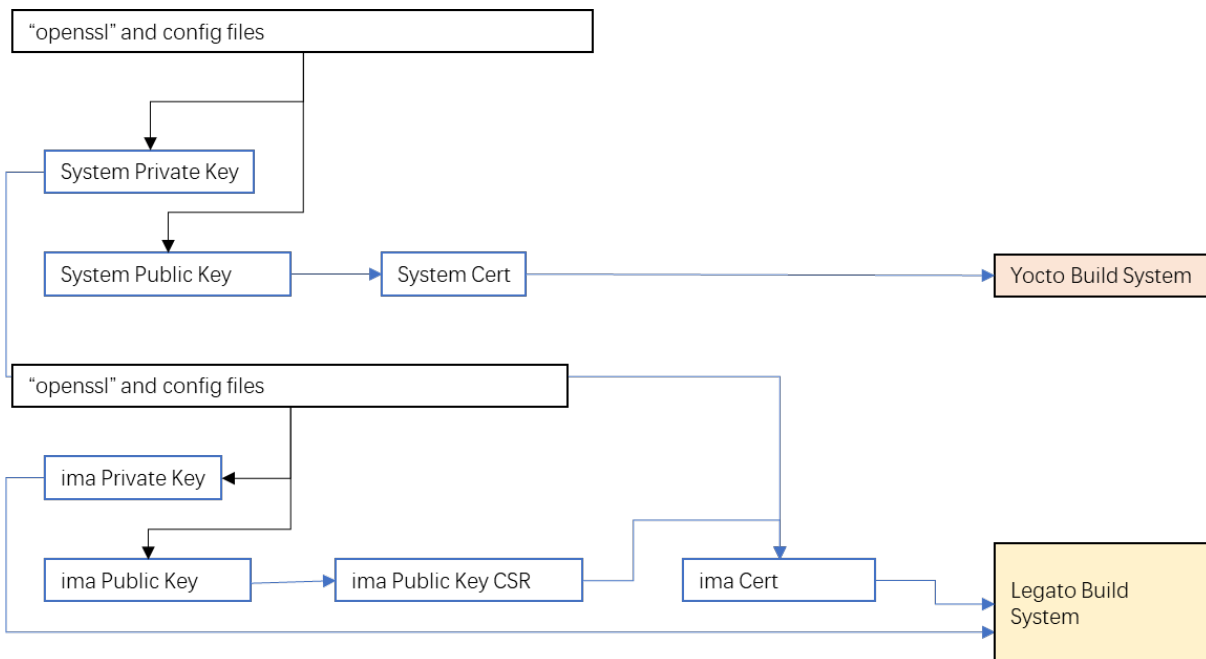 “openssl” and config files
System Private Key
System Public Key
System Cert
Yocto Build System
“openssl” and config files
ima Private Key
ima Public Key
ima Public Key CSR
ima Cert
Legato Build
System